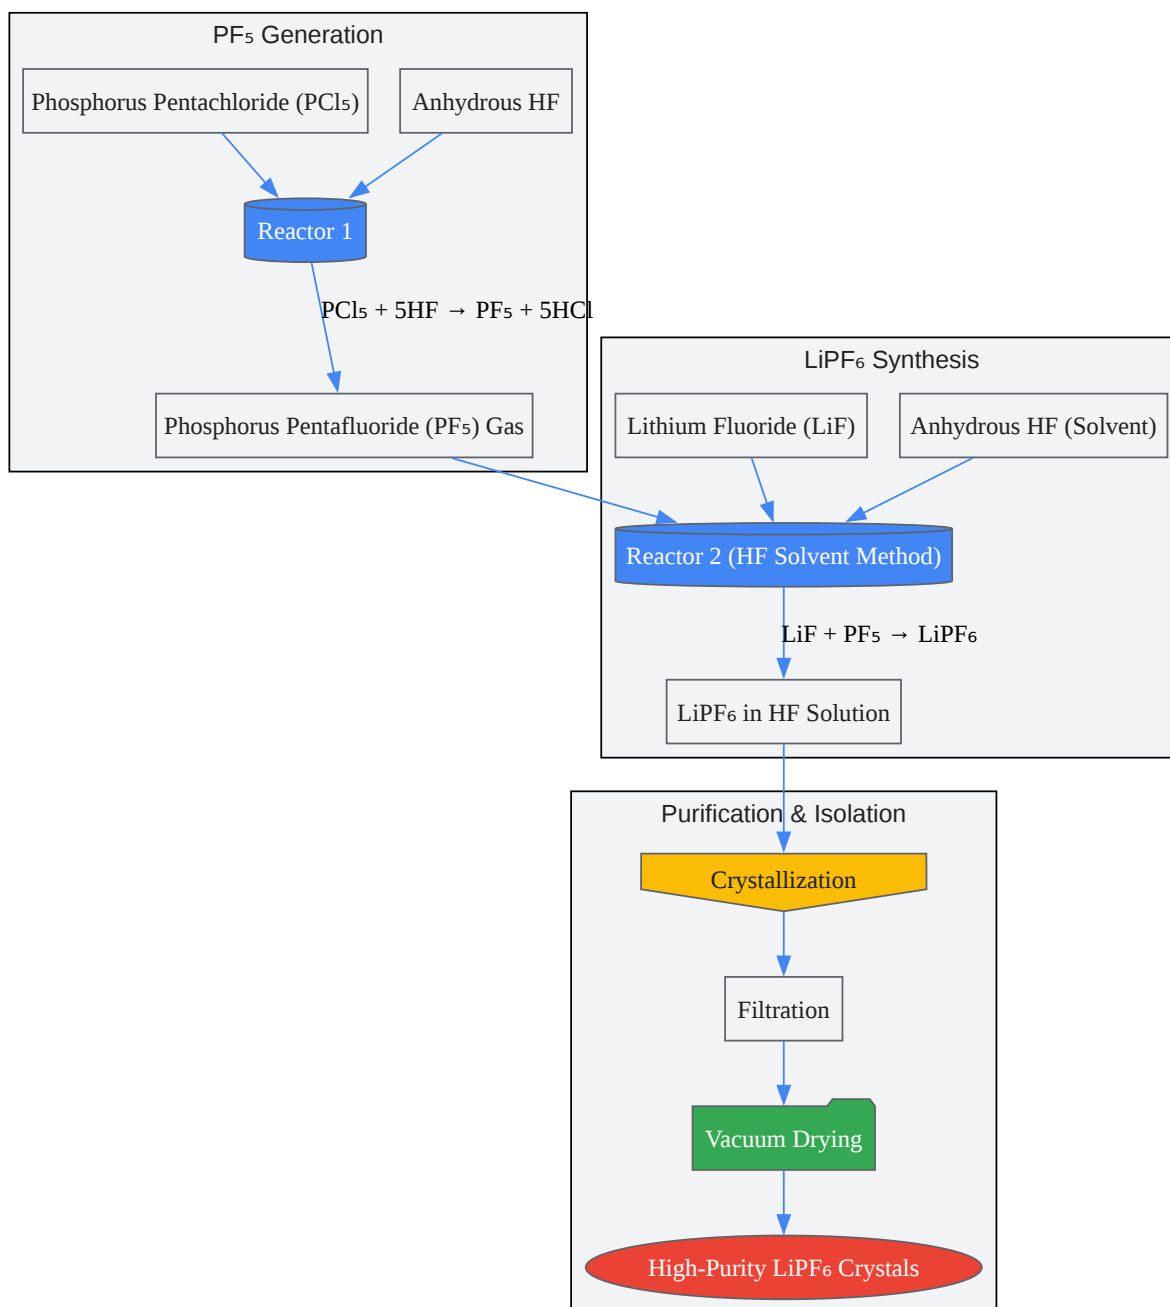 PF₅ Generation
Phosphorus Pentachloride (PCl₅)
Anhydrous HF
Reactor 1
PCl₅ + 5HF → PF₅ + 5HCl
Phosphorus Pentafluoride (PF₅) Gas
LiPF₆ Synthesis
Lithium Fluoride (LiF)
Anhydrous HF (Solvent)
Reactor 2 (HF Solvent Method)
LiF + PF₅ → LiPF₆
LiPF₆ in HF Solution
Purification & Isolation
Crystallization
Filtration
Vacuum Drying
High-Purity LiPF₆ Crystals